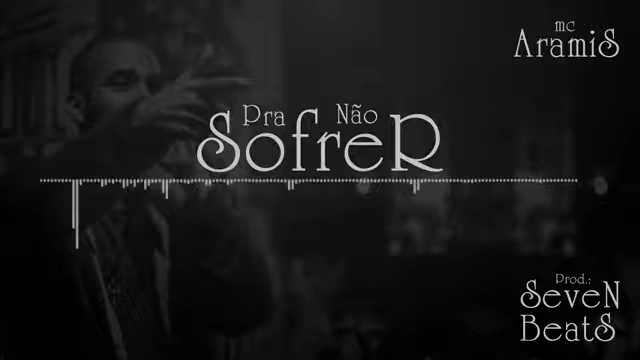 mc
AramiS
Pra Não
SofreR
Prod.:
SeveN
BeatS